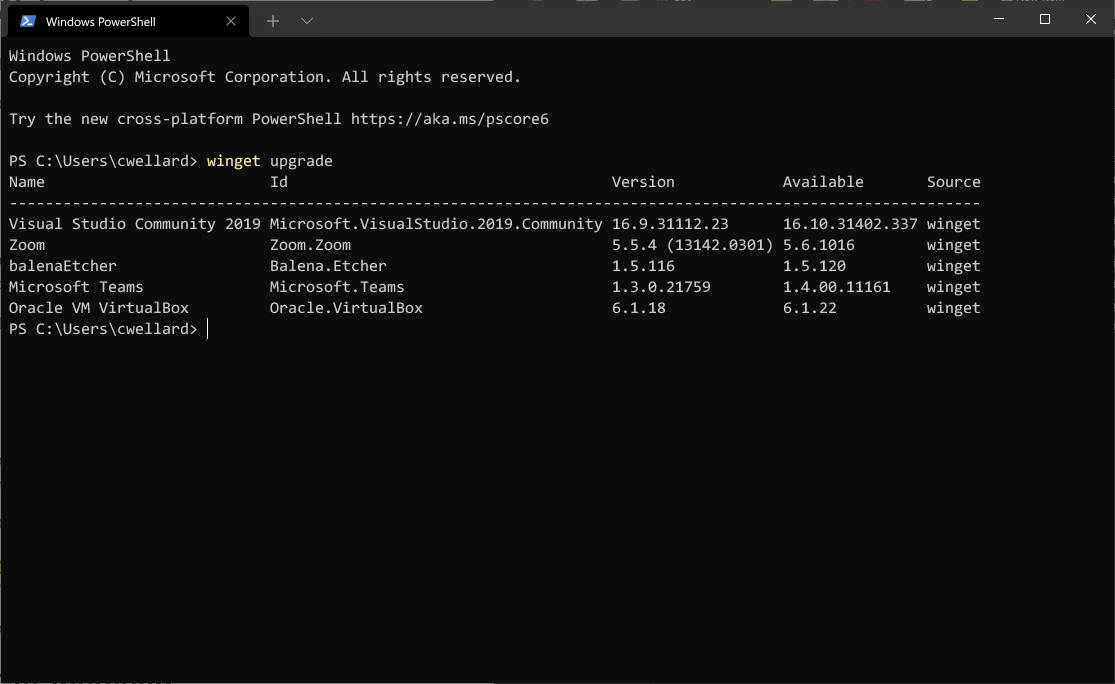 Windows PowerShell
Windows PowerShell
Copyright (C) Microsoft Corporation. All rights reserved.
Try the new cross-platform PowerShell https://aka.ms/pscore6
PS C:\Users\cwellard> winget upgrade
Name Id Version Available Source
------------------------------------------------------------------------------------------------------------
Visual Studio Community 2019 Microsoft.VisualStudio.2019.Community 16.9.31112.23 16.10.31402.337 winget
Zoom Zoom.Zoom 5.5.4 (13142.0301) 5.6.1016 winget
balenaEtcher Balena.Etcher 1.5.116 1.5.120 winget
Microsoft Teams Microsoft.Teams 1.3.0.21759 1.4.00.11161 winget
Oracle VM VirtualBox Oracle.VirtualBox 6.1.18 6.1.22 winget
PS C:\Users\cwellard>